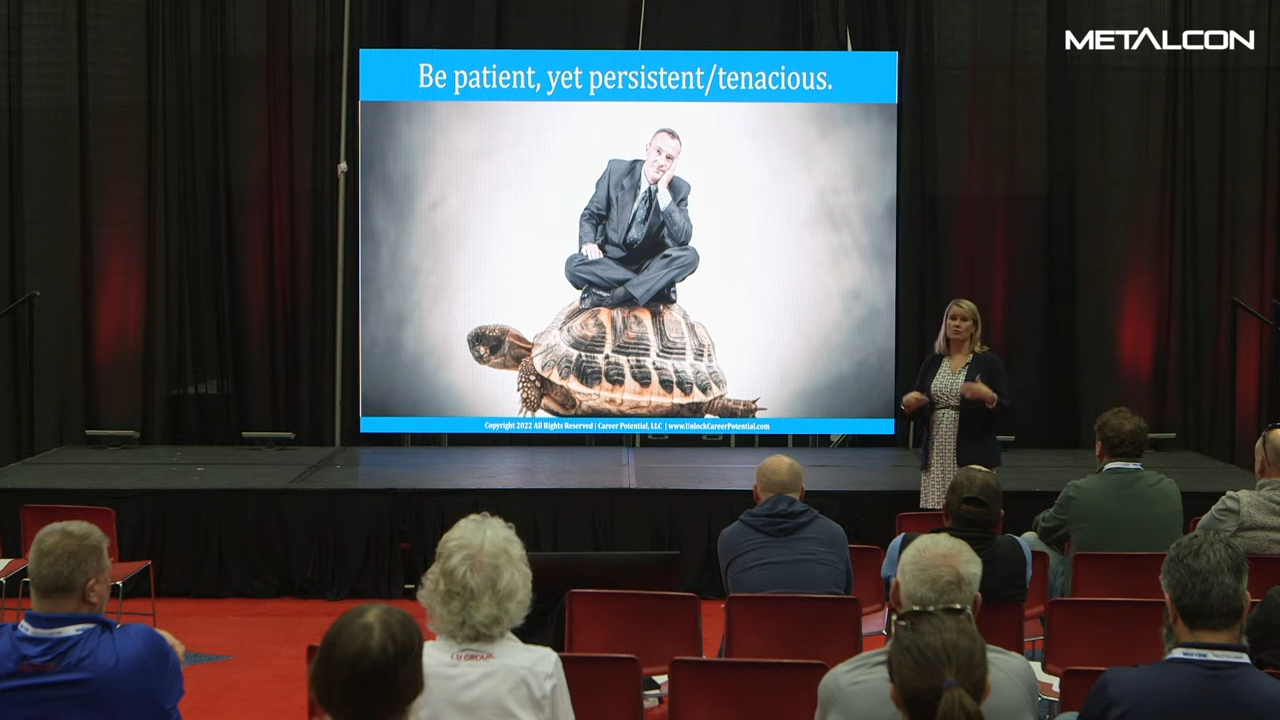 METALCON
Be patient, yet persistent/tenacious.
Copyright 2022 All Rights Reserved | Career Potential, LLC | www.UnlockCareerPotential.com